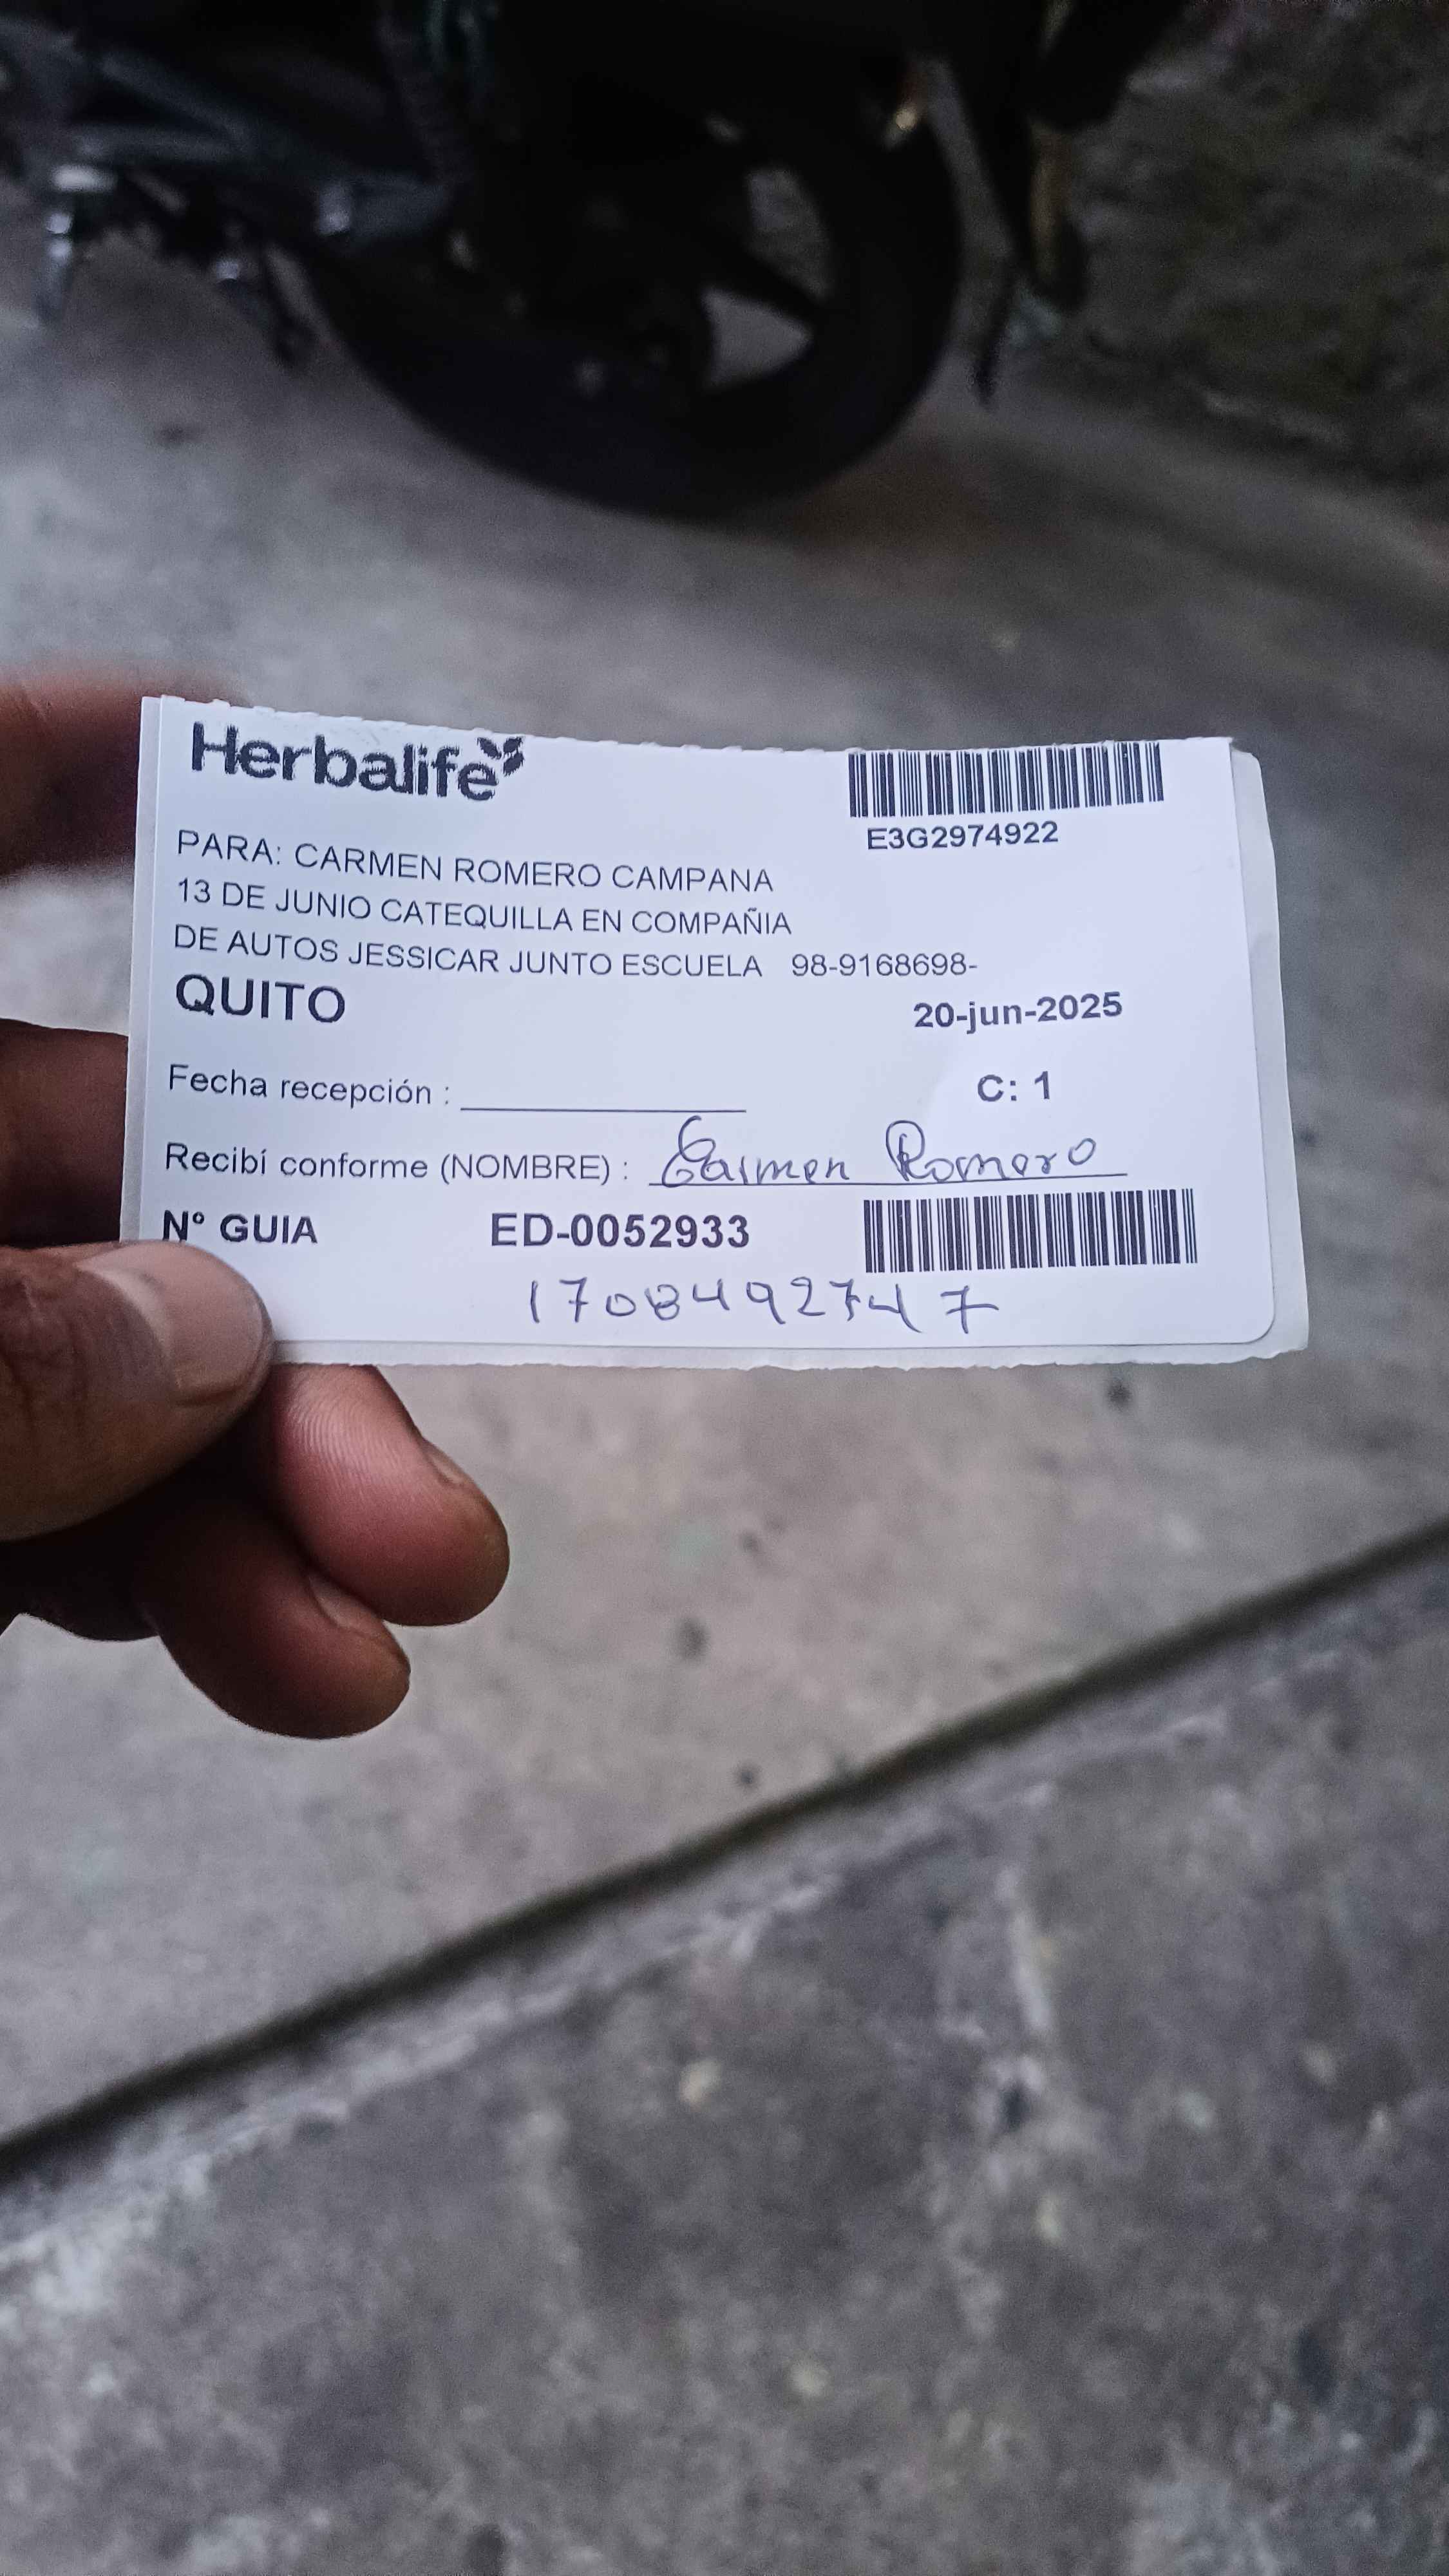 Herbalife
E3G2974922
PARA: CARMEN ROMERO CAMPANA
13 DE JUNIO CATEQUILLA EN COMPAÑIA
DE AUTOS JESSICAR JUNTO ESCUELA 98-9168698-
QUITO 20-jun-2025
Fecha recepción : C: 1
Recibí conforme (NOMBRE) : Carmen Romero
Nº GUIA ED-0052933
1708492747